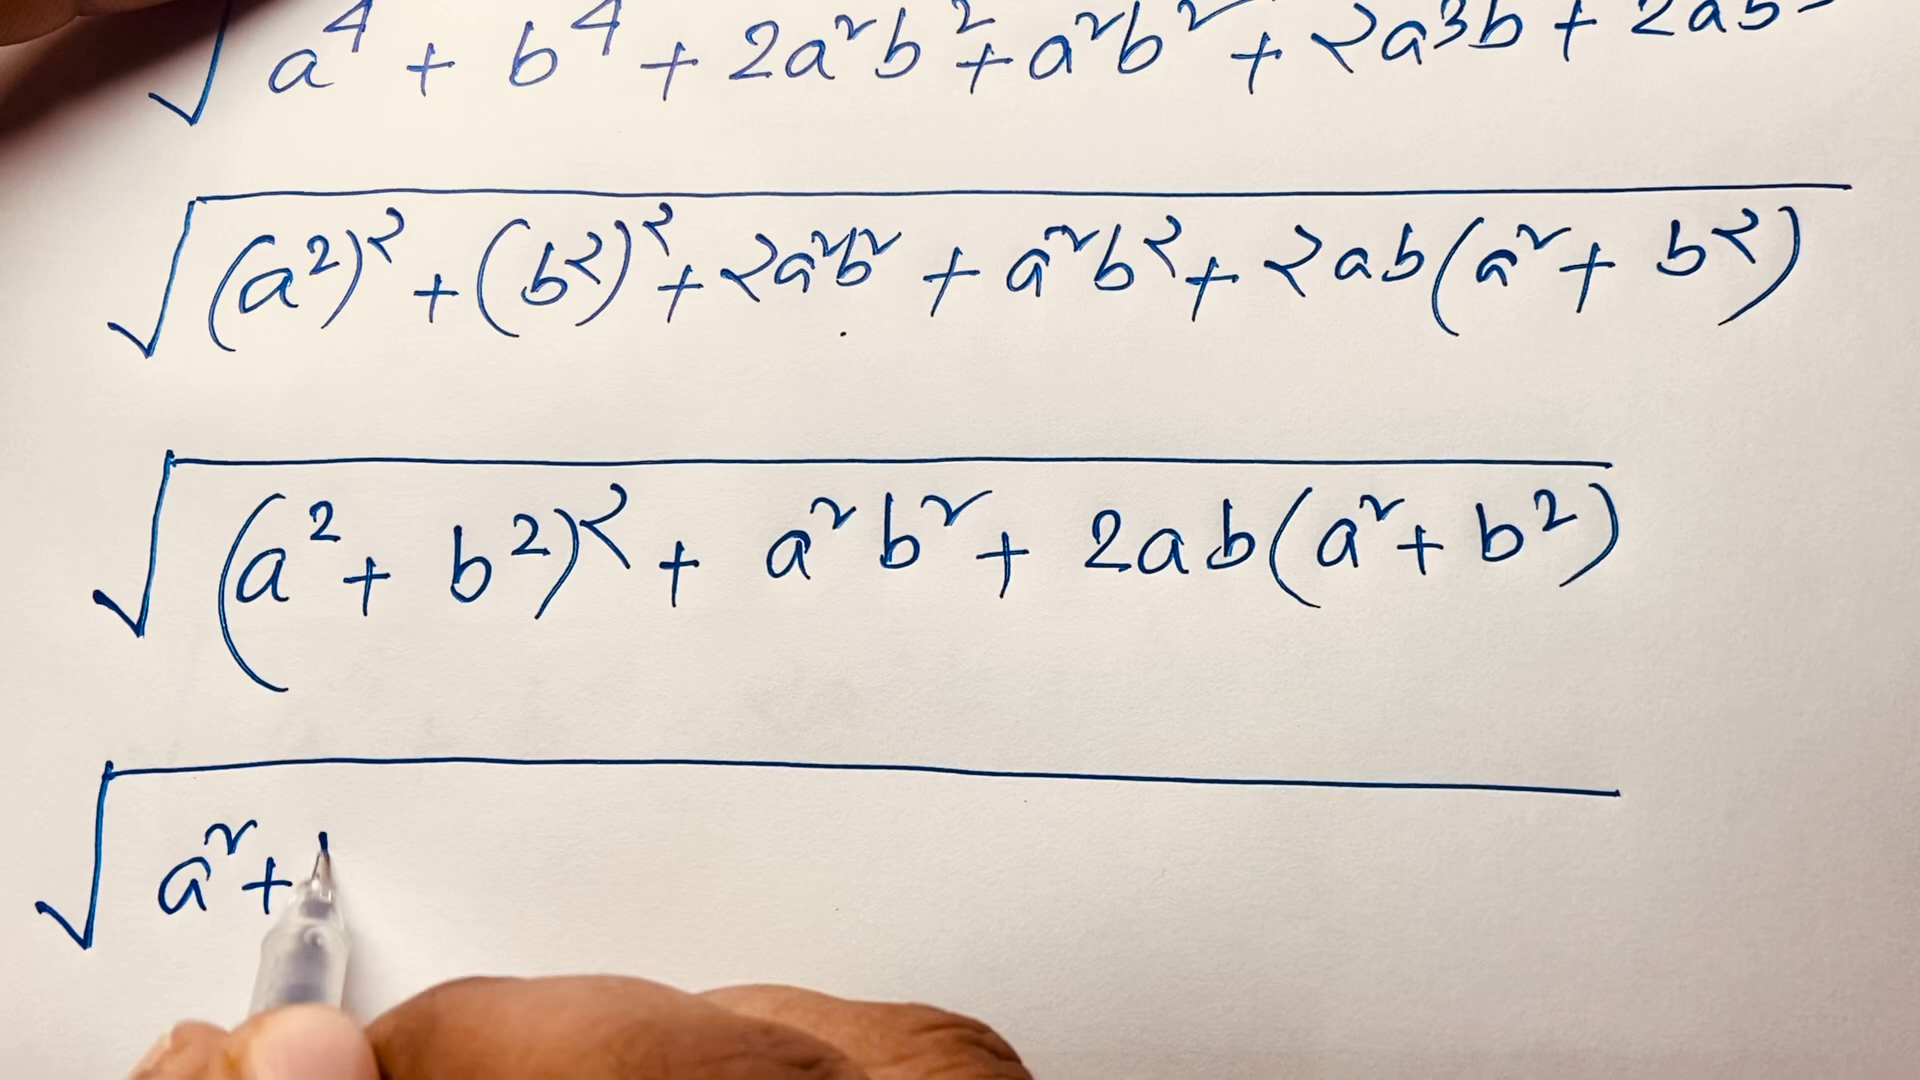 √a⁴ + b⁴ + 2a²b² + a²b² + 2a³b + 2ab
√(a²)² + (b²)² + 2a²b² + a²b² + 2ab(a² + b²)
√(a² + b²)² + a²b² + 2ab(a² + b²)
√a² +